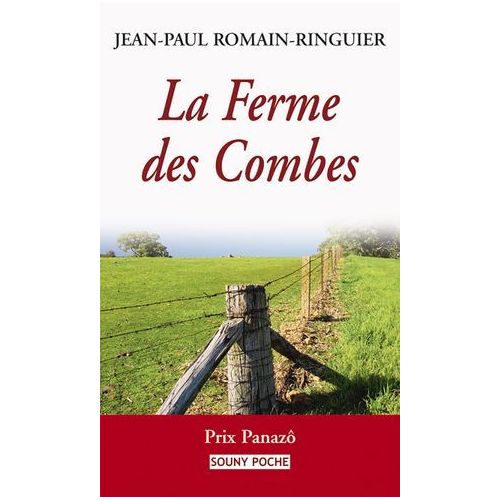 JEAN-PAUL ROMAIN-RINGUIER
La Ferme
des Combes
Prix Panazô
SOUNY POCHE